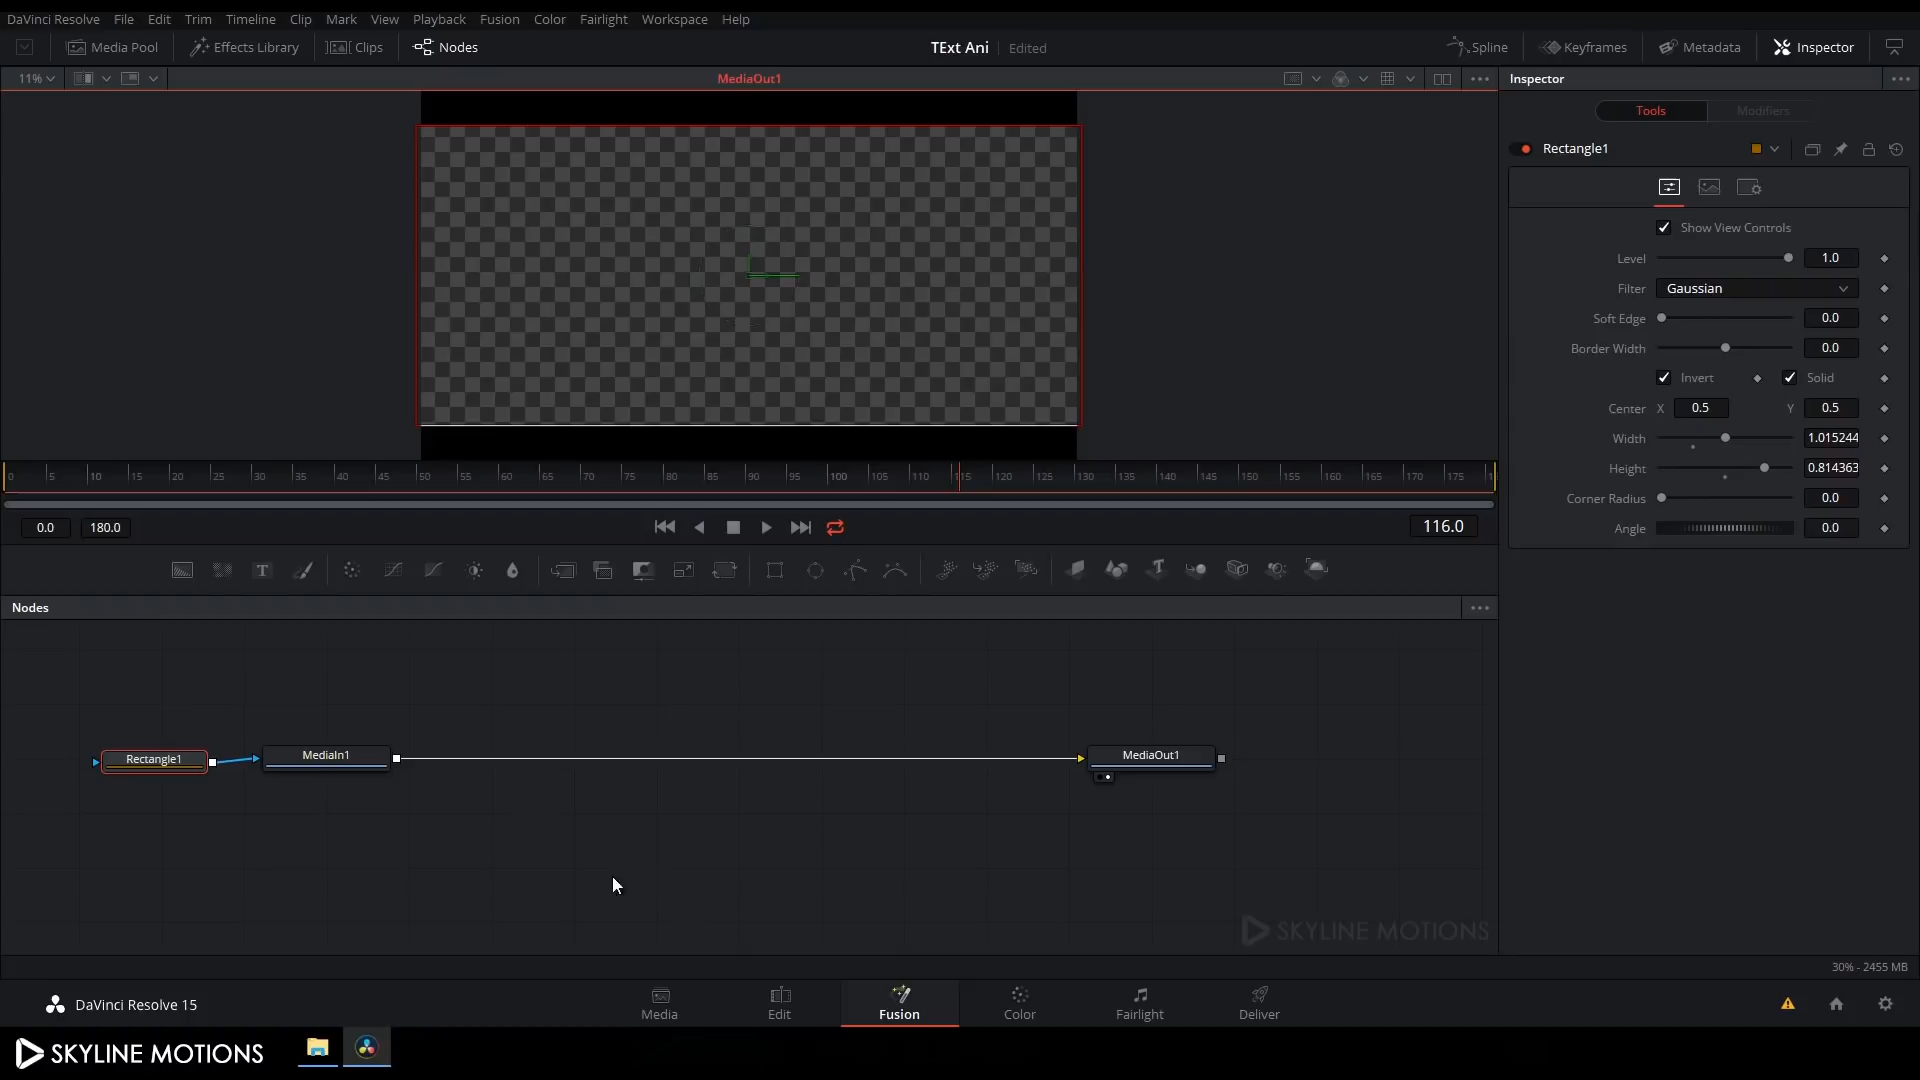 DaVinci Resolve File Edit Trim Timeline Clip Mark View Playback Fusion Color Fairlight Workspace Help
Media Pool Effects Library Clips Nodes TExt Ani Edited Spline Keyframes Metadata Inspector
11% MediaOut1 Inspector
Tools Modifiers
Rectangle1
Show View Controls
Level 1.0
Filter Gaussian
Soft Edge 0.0
Border Width 0.0
Invert Solid
Center X 0.5 Y 0.5
Width 1.015244
Height 0.814363
Corner Radius 0.0
Angle 0.0
0 5 10 15 20 25 30 35 40 45 50 55 60 65 70 75 80 85 90 95 100 105 110 115 120 125 130 135 140 145 150 155 160 165 170 175
0.0 180.0 116.0
Nodes
Rectangle1 MediaIn1 MediaOut1
SKYLINE MOTIONS
30% - 2455 MB
DaVinci Resolve 15 Media Edit Fusion Color Fairlight Deliver
SKYLINE MOTIONS